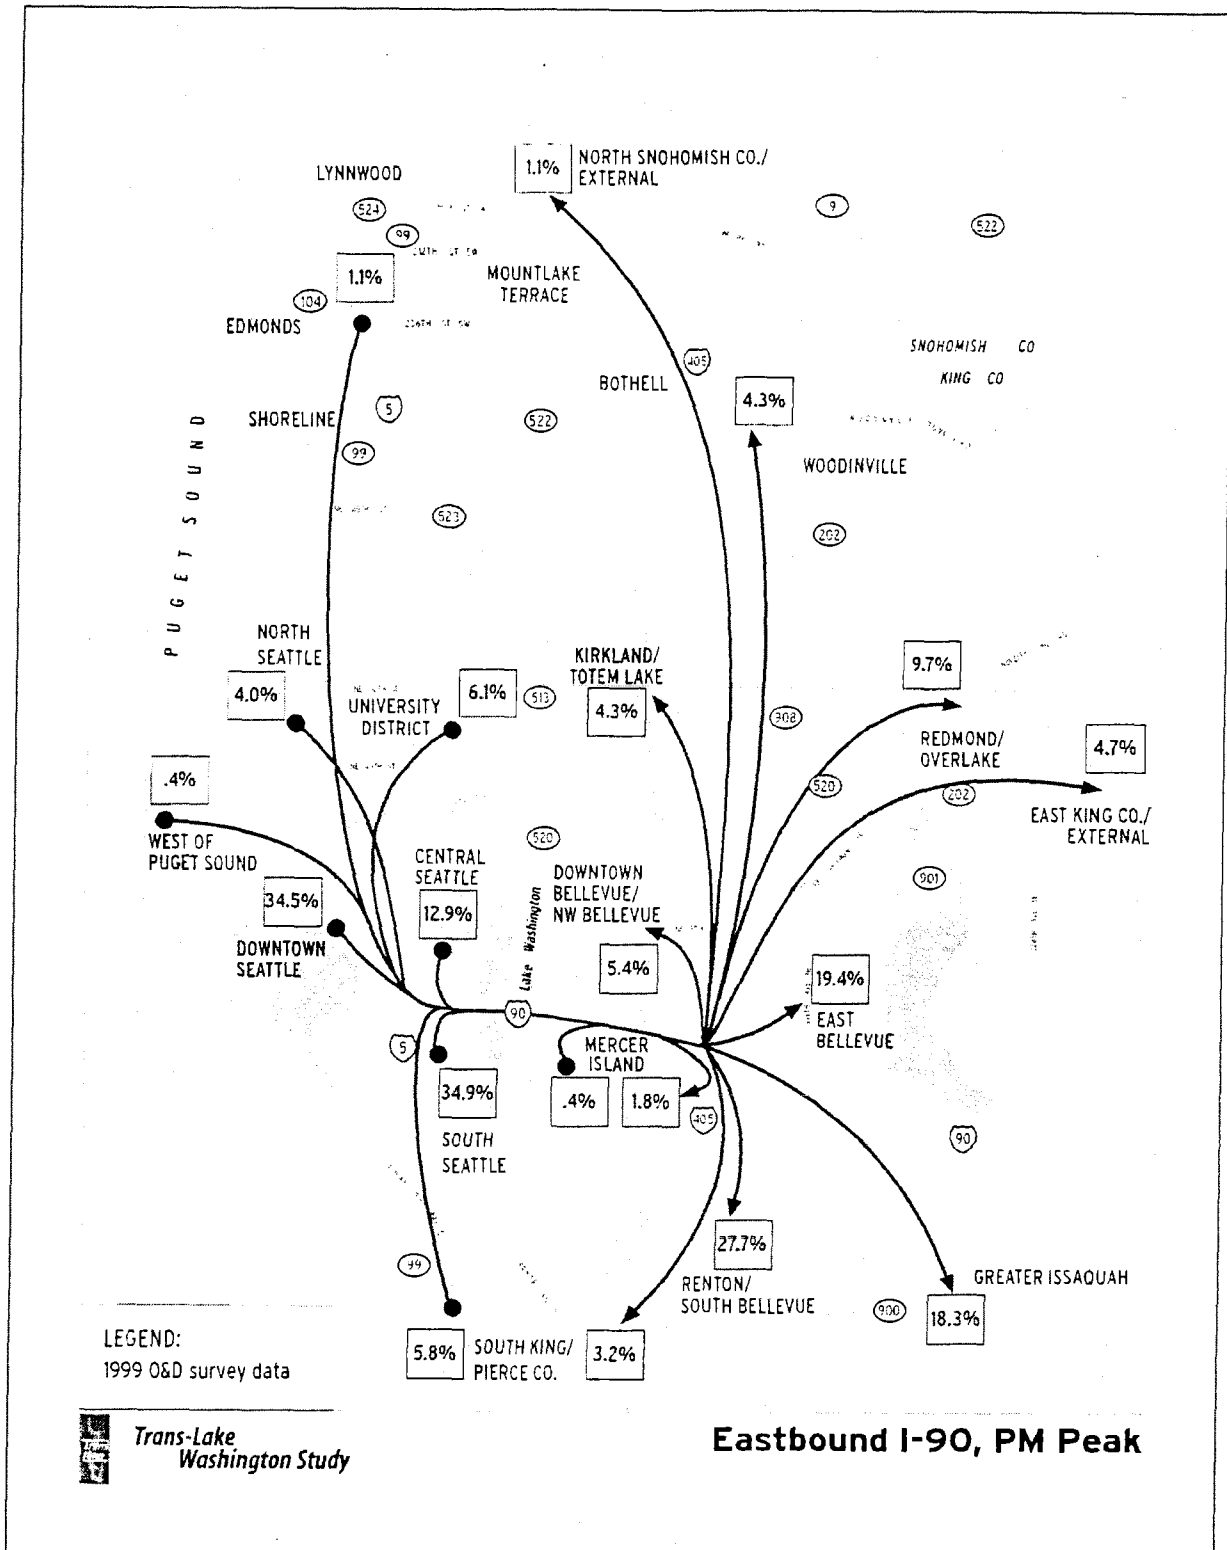 1.1%
NORTH SNOHOMISH CO./
EXTERNAL
LYNNWOOD
524
99
9
522
1.1%
104
EDMONDS
MOUNTLAKE
TERRACE
SNOHOMISH CO
KING CO
405
BOTHELL
4.3%
WOODINVILLE
SHORELINE
5
99
522
523
202
PUGET SOUND
NORTH
SEATTLE
4.0%
UNIVERSITY
DISTRICT
6.1%
513
KIRKLAND/
TOTEM LAKE
4.3%
908
9.7%
REDMOND/
OVERLAKE
4.7%
EAST KING CO./
EXTERNAL
520
202
.4%
WEST OF
PUGET SOUND
34.5%
DOWNTOWN
SEATTLE
CENTRAL
SEATTLE
12.9%
520
Lake Washington
DOWNTOWN
BELLEVUE/
NW BELLEVUE
5.4%
901
19.4%
EAST
BELLEVUE
90
5
34.9%
SOUTH
SEATTLE
MERCER
ISLAND
.4%
1.8%
405
90
99
27.7%
RENTON/
SOUTH BELLEVUE
GREATER ISSAQUAH
900
18.3%
5.8%
SOUTH KING/
PIERCE CO.
3.2%
LEGEND:
1999 O&D survey data
Trans-Lake
Washington Study
Eastbound I-90, PM Peak